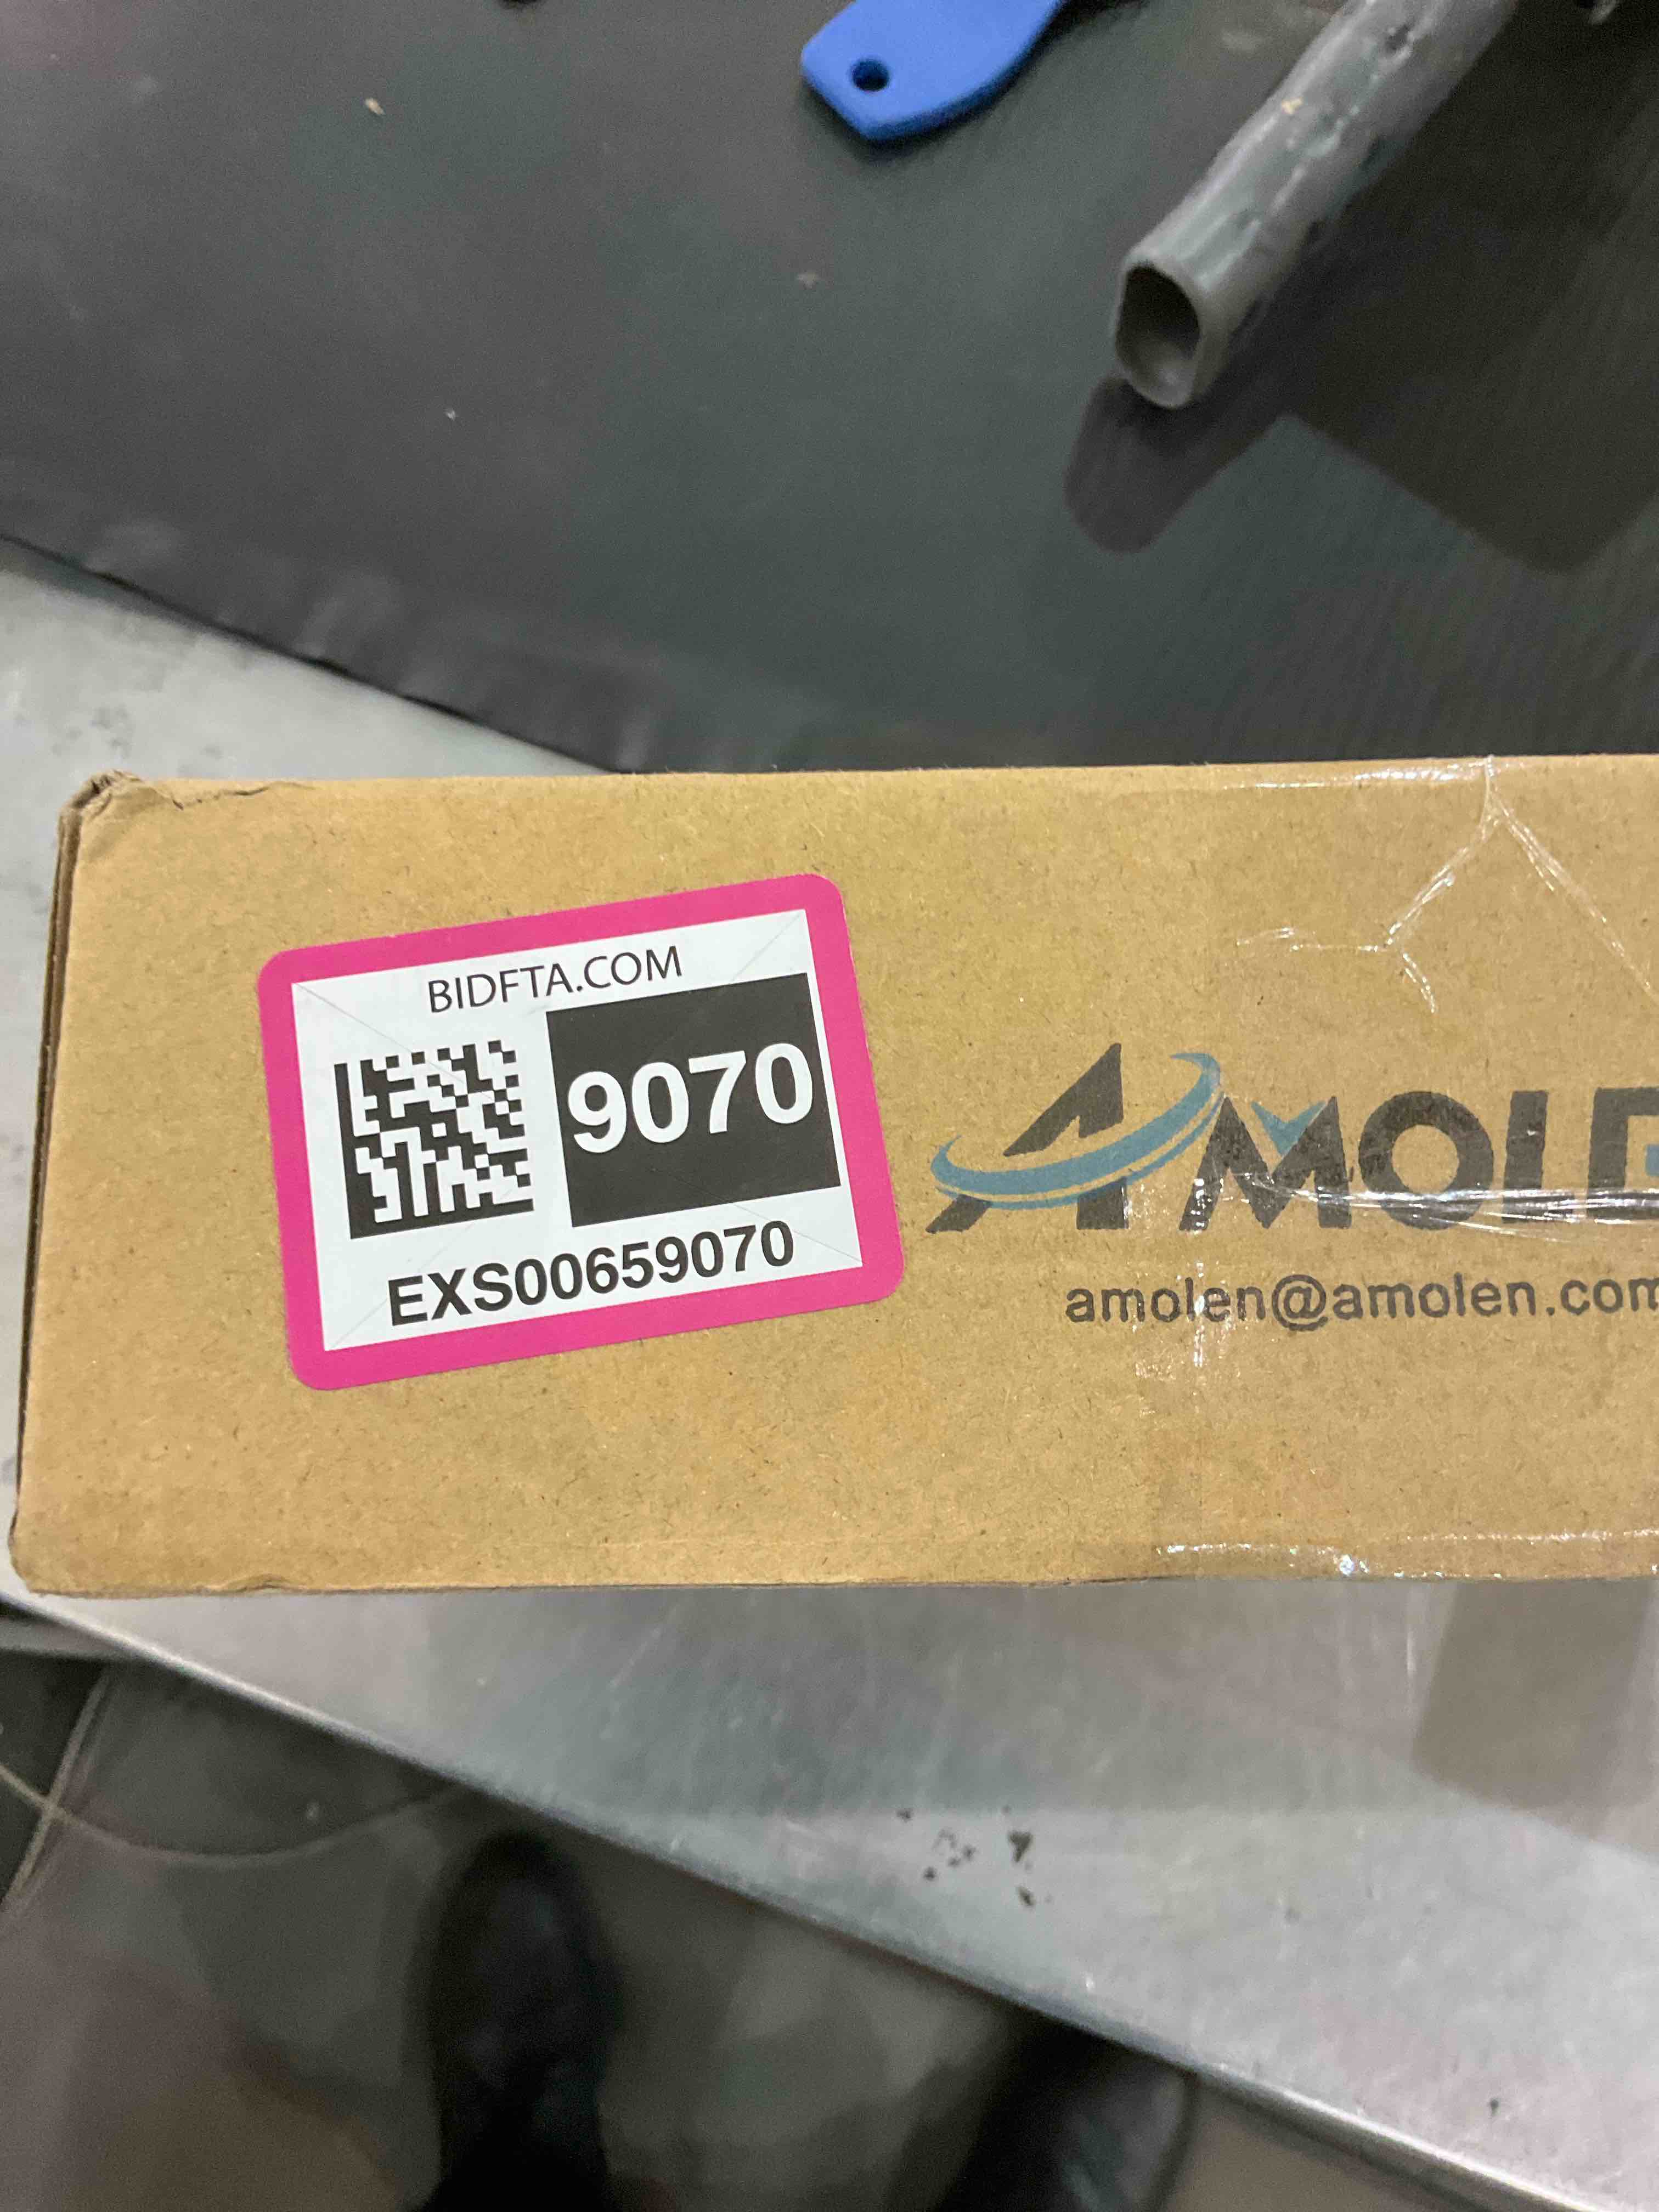 BIDFTA.COM
9070
EXS00659070
AMOLE
amolen@amolen.com